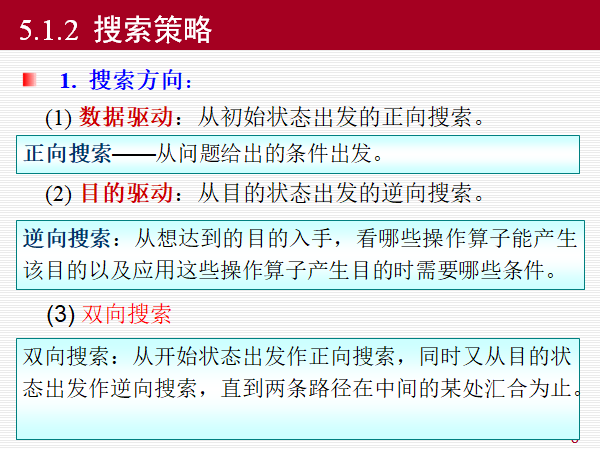 5.1.2 搜索策略
1. 搜索方向：
(1) 数据驱动：从初始状态出发的正向搜索。
正向搜索——从问题给出的条件出发。
(2) 目的驱动：从目的状态出发的逆向搜索。
逆向搜索：从想达到的目的入手，看哪些操作算子能产生
该目的以及应用这些操作算子产生目的时需要哪些条件。
(3) 双向搜索
双向搜索：从开始状态出发作正向搜索，同时又从目的状
态出发作逆向搜索，直到两条路径在中间的某处汇合为止。